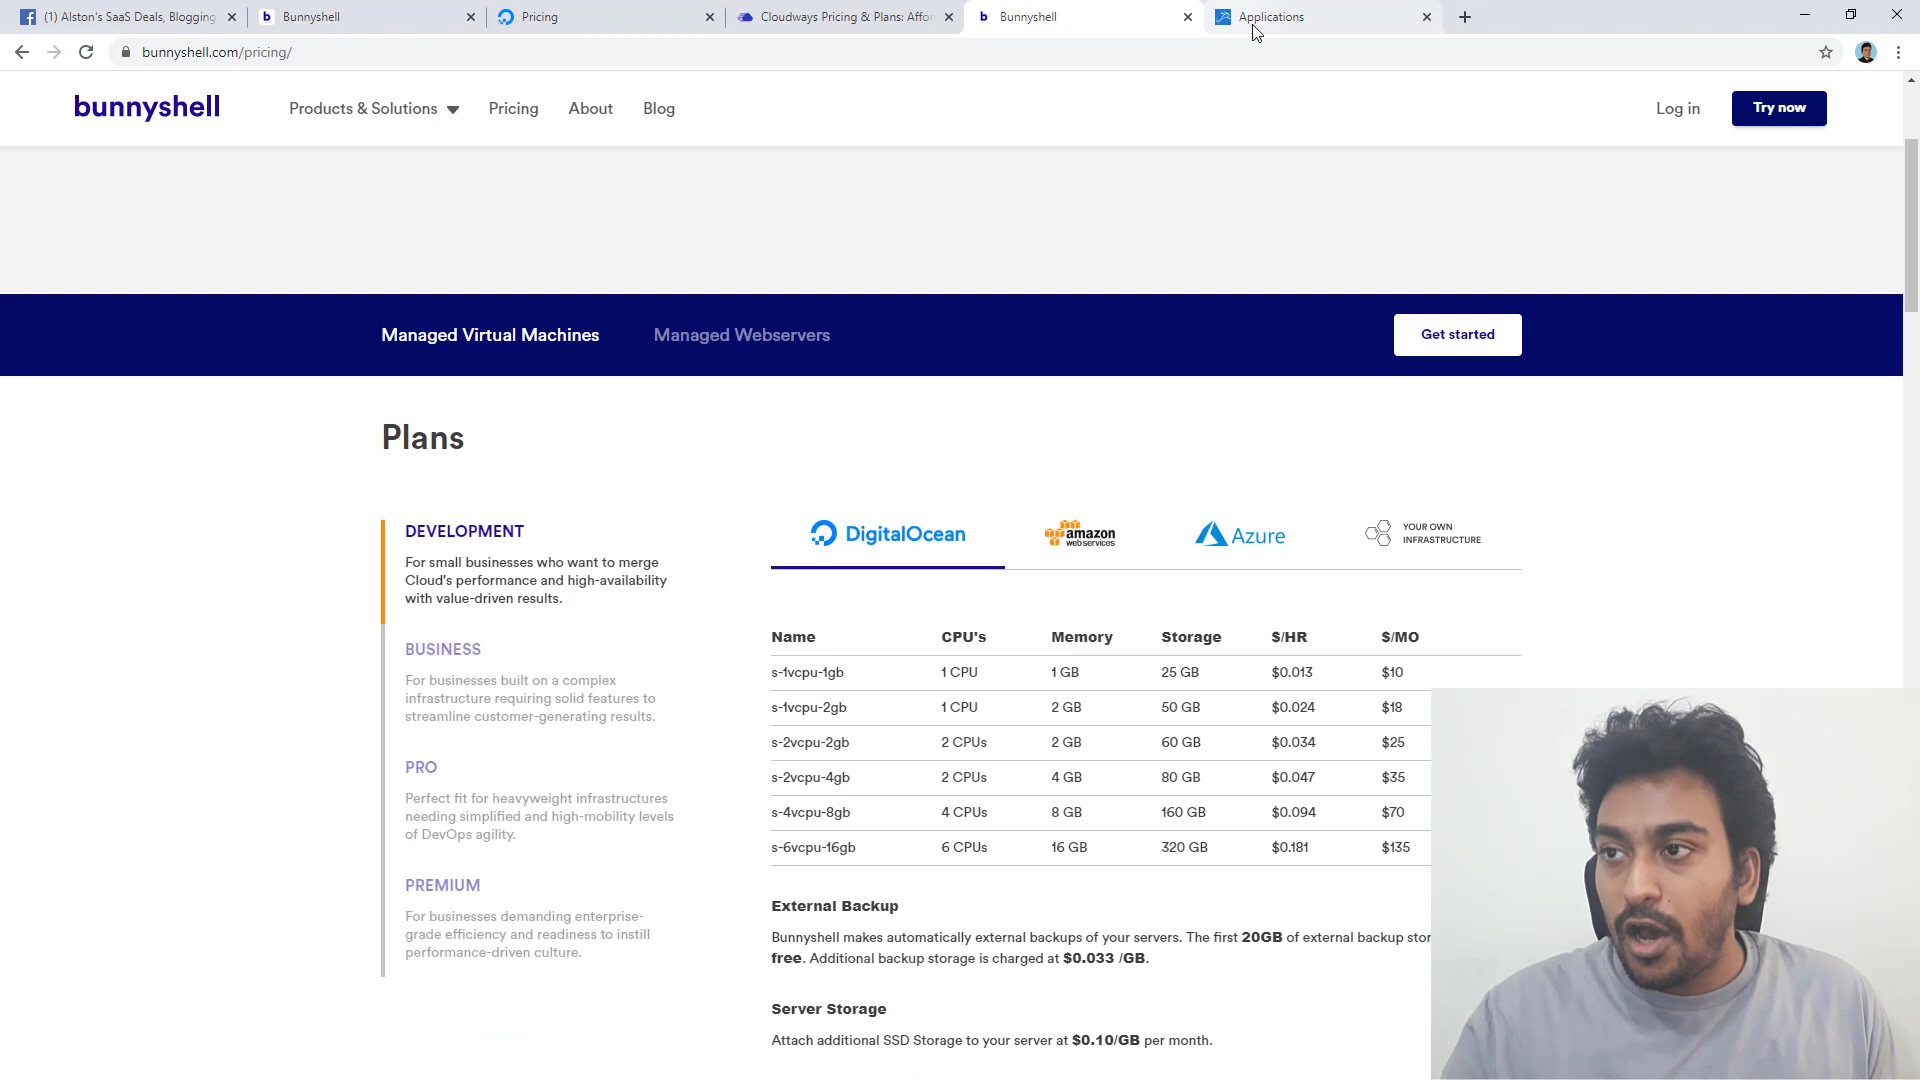 (1) Alston's SaaS Deals, Blogging
Bunnyshell
Pricing
Cloudways Pricing & Plans: Affor
Bunnyshell
Applications
bunnyshell.com/pricing/
bunnyshell
Products & Solutions
Pricing
About
Blog
Log in
Try now
Managed Virtual Machines
Managed Webservers
Get started
Plans
DEVELOPMENT
For small businesses who want to merge
Cloud's performance and high-availability
with value-driven results.
BUSINESS
For businesses built on a complex
infrastructure requiring solid features to
streamline customer-generating results.
PRO
Perfect fit for heavyweight infrastructures
needing simplified and high-mobility levels
of DevOps agility.
PREMIUM
For businesses demanding enterprise-
grade efficiency and readiness to instill
performance-driven culture.
DigitalOcean
amazon
webservices
Azure
YOUR OWN
INFRASTRUCTURE
Name CPU's Memory Storage $/HR $/MO
s-1vcpu-1gb 1 CPU 1 GB 25 GB $0.013 $10
s-1vcpu-2gb 1 CPU 2 GB 50 GB $0.024 $18
s-2vcpu-2gb 2 CPUs 2 GB 60 GB $0.034 $25
s-2vcpu-4gb 2 CPUs 4 GB 80 GB $0.047 $35
s-4vcpu-8gb 4 CPUs 8 GB 160 GB $0.094 $70
s-6vcpu-16gb 6 CPUs 16 GB 320 GB $0.181 $135
External Backup
Bunnyshell makes automatically external backups of your servers. The first 20GB of external backup stor
free. Additional backup storage is charged at $0.033 /GB.
Server Storage
Attach additional SSD Storage to your server at $0.10/GB per month.